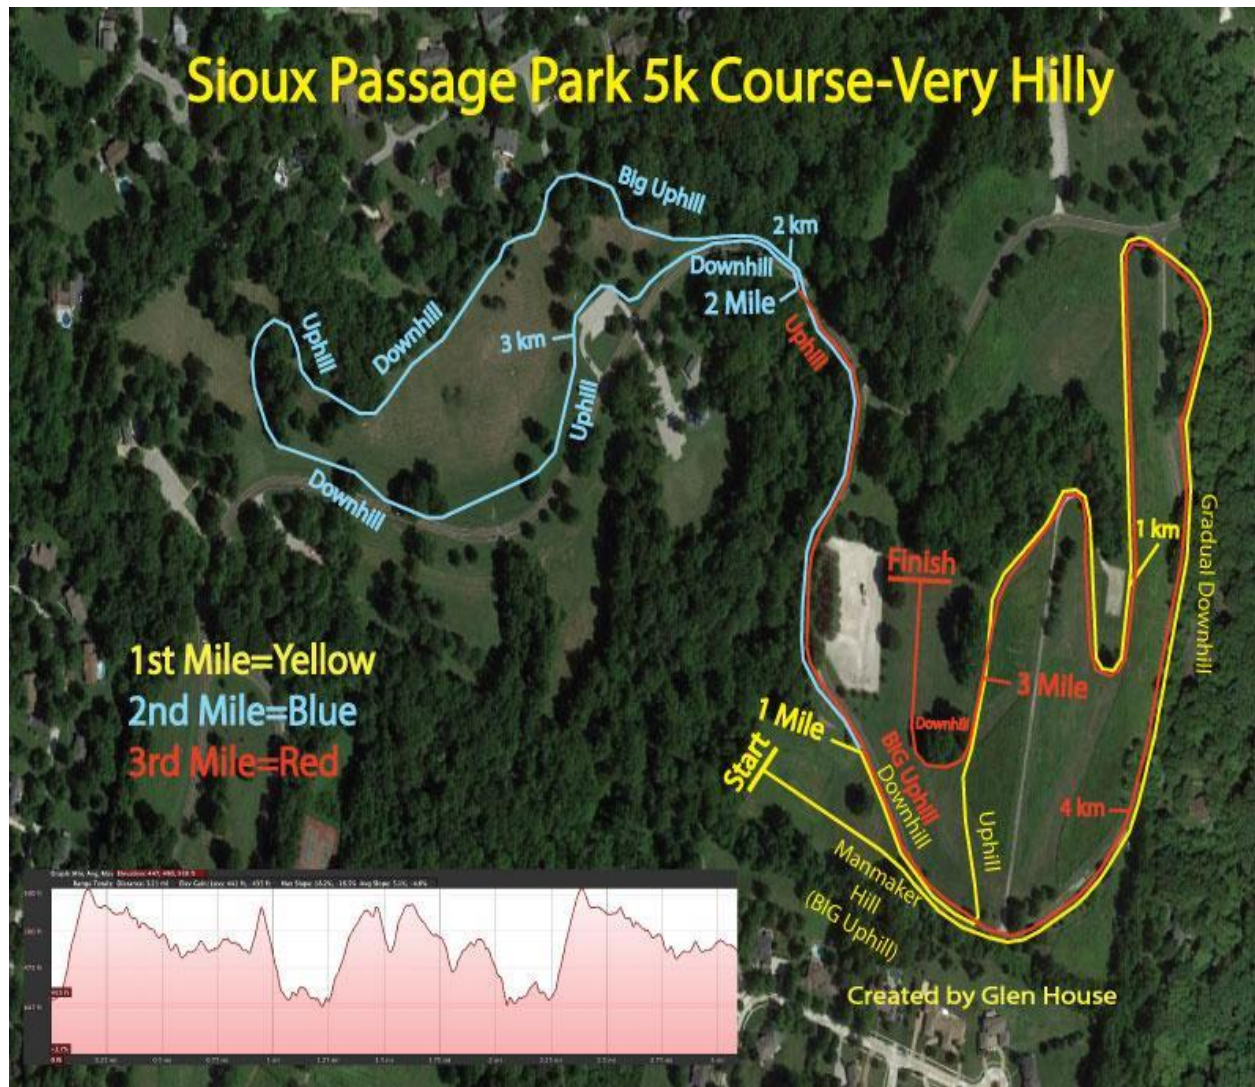 Sioux Passage Park 5k Course-Very Hilly
Big Uphill
2 km
Downhill
2 Mile
Uphill
Uphill
Downhill
3 km
Uphill
Downhill
1 km
Gradual Downhill
Finish
3 Mile
Downhill
1st Mile=Yellow
2nd Mile=Blue
3rd Mile=Red
1 Mile
Start
BIG Uphill
Downhill
Uphill
4 km
Manmaker
Hill
(BIG Uphill)
Created by Glen House